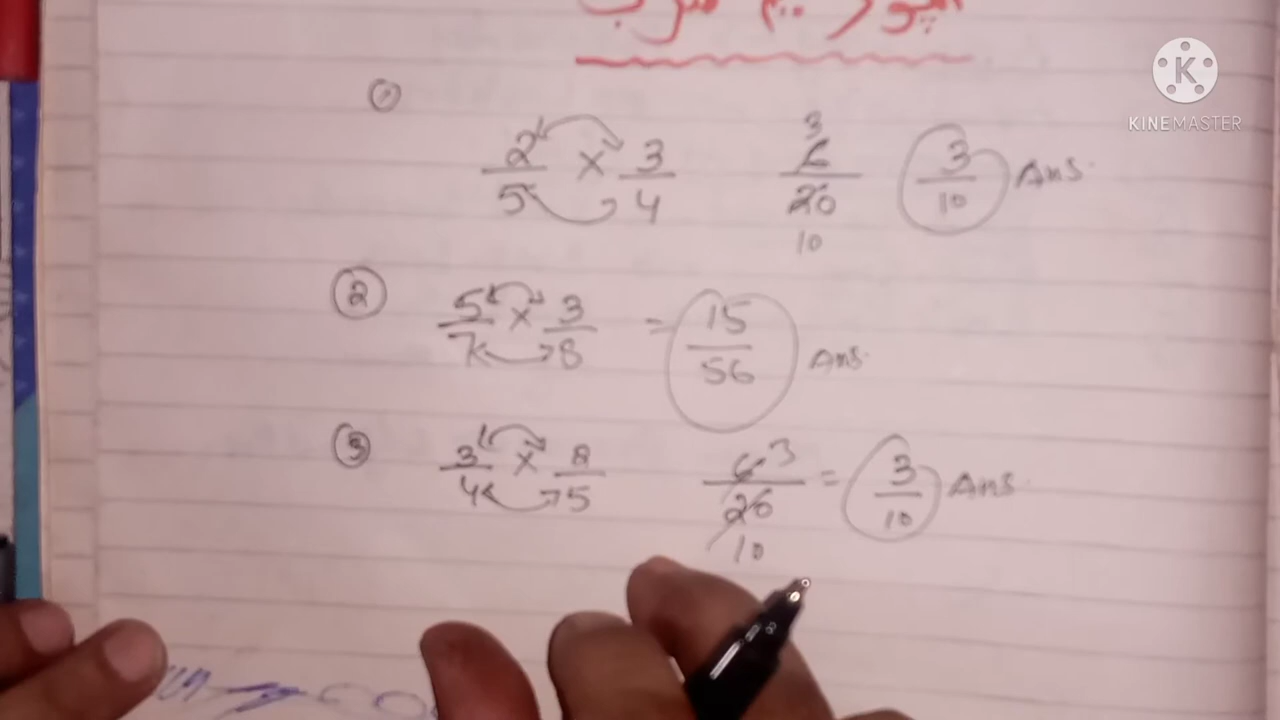 ①
2/5 × 3/4 6/20 3 10 3/10 Ans.
② 5/7 × 3/8 = 15/56 Ans.
③ 3/4 × 8/5 6/20 3 10 = 3/10 Ans
KINEMASTER